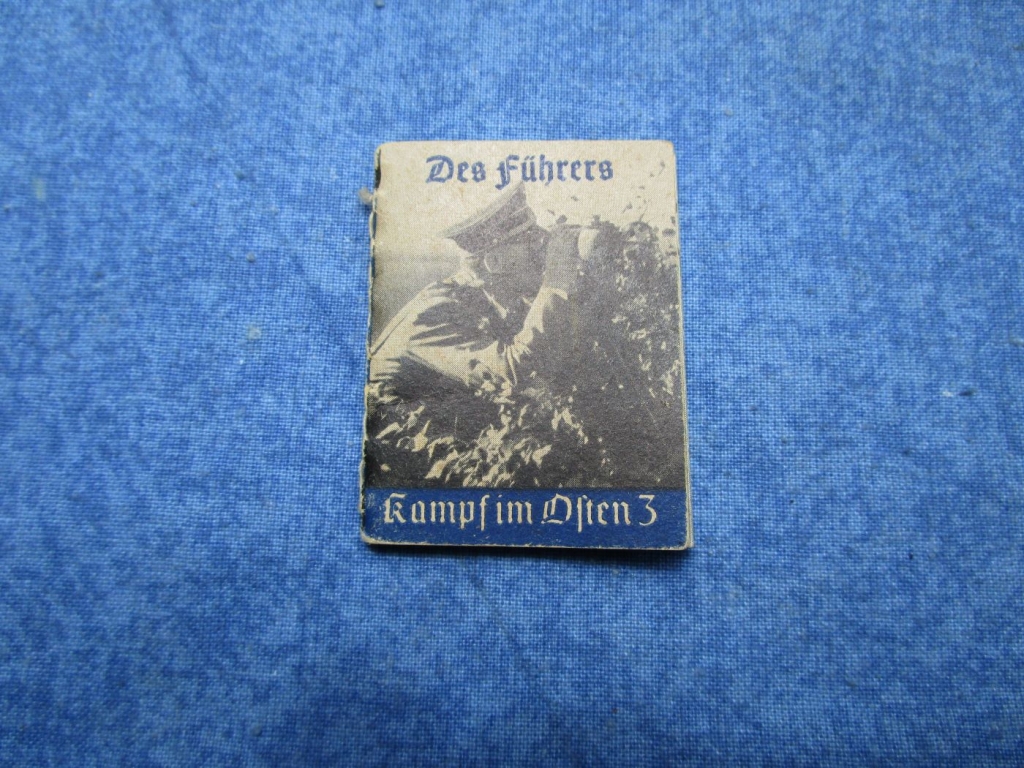 Des Führers
Kampf im Oſten 3